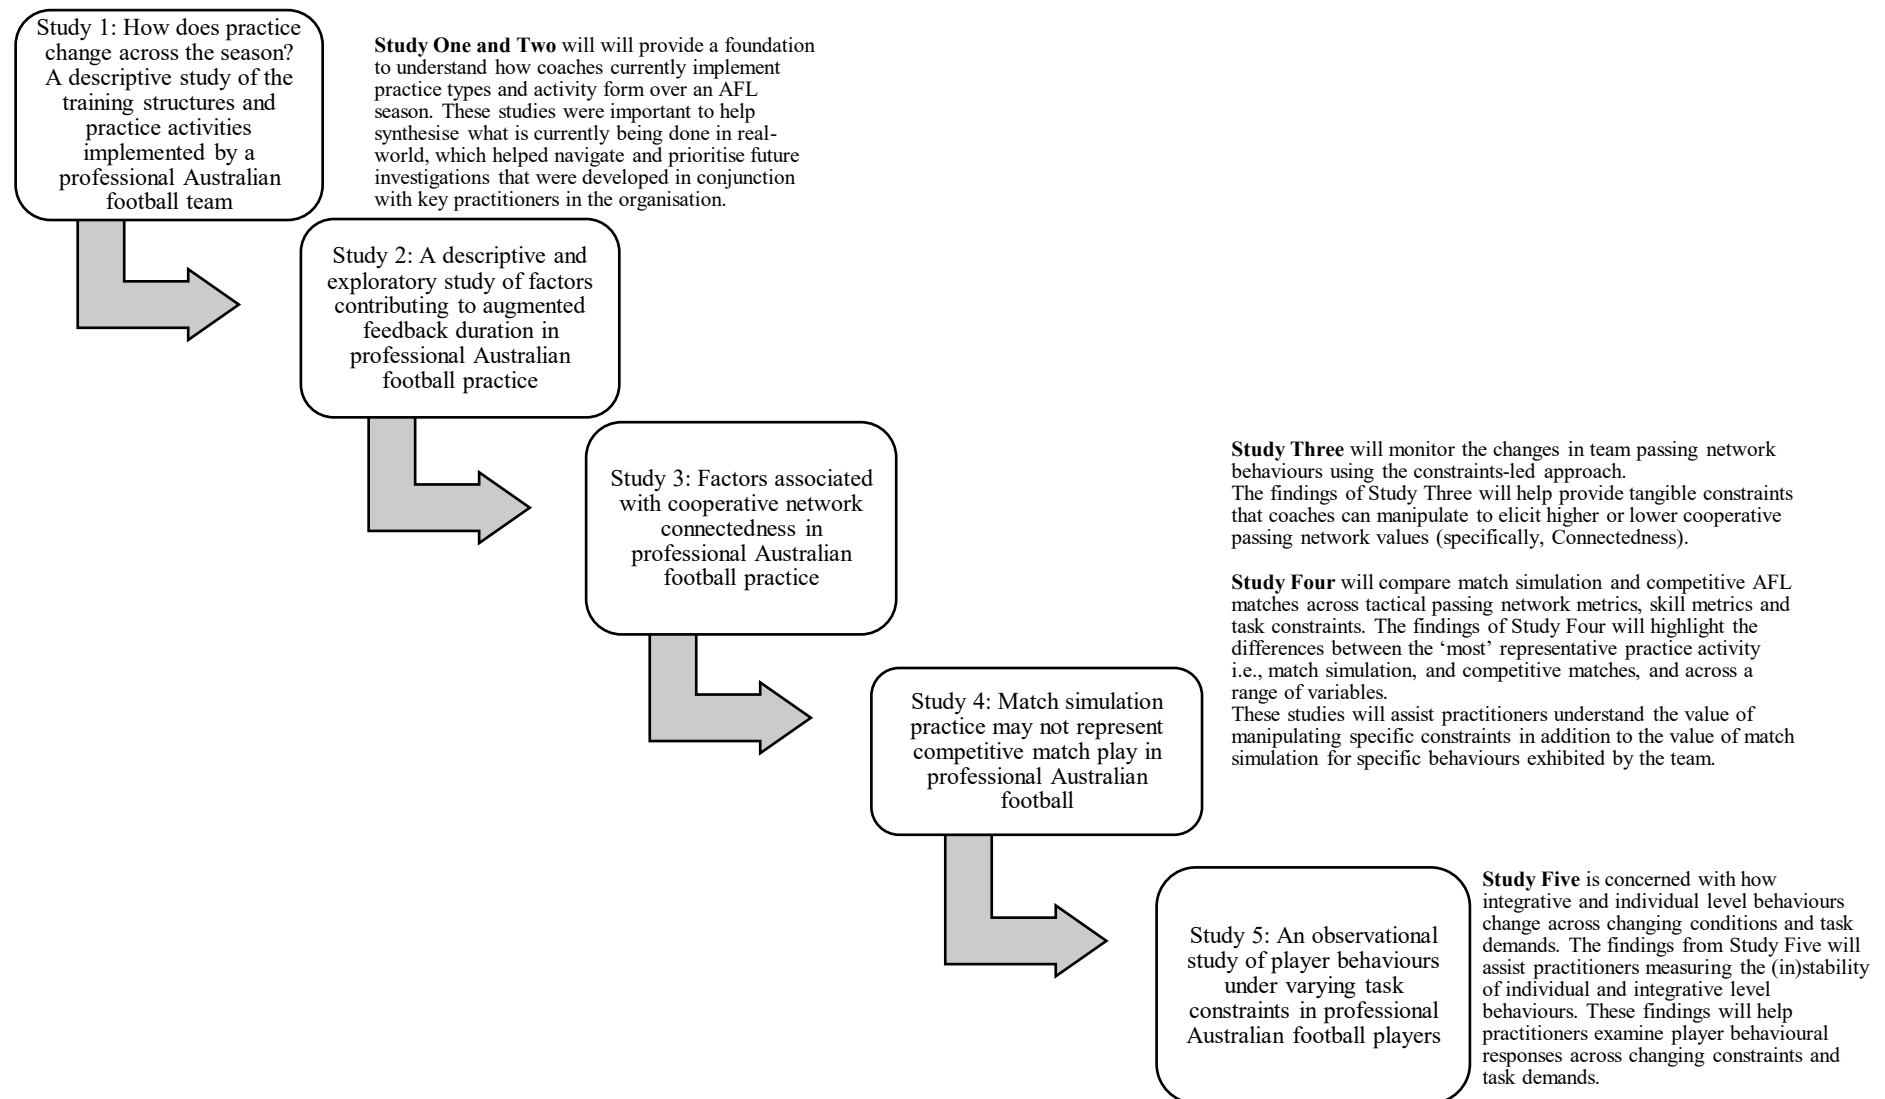 Study 1: How does practice
change across the season?
A descriptive study of the
training structures and
practice activities
implemented by a
professional Australian
football team
Study One and Two will will provide a foundation
to understand how coaches currently implement
practice types and activity form over an AFL
season. These studies were important to help
synthesise what is currently being done in real-
world, which helped navigate and prioritise future
investigations that were developed in conjunction
with key practitioners in the organisation.
Study 2: A descriptive and
exploratory study of factors
contributing to augmented
feedback duration in
professional Australian
football practice
Study 3: Factors associated
with cooperative network
connectedness in
professional Australian
football practice
Study Three will monitor the changes in team passing network
behaviours using the constraints-led approach.
The findings of Study Three will help provide tangible constraints
that coaches can manipulate to elicit higher or lower cooperative
passing network values (specifically, Connectedness).
Study Four will compare match simulation and competitive AFL
matches across tactical passing network metrics, skill metrics and
task constraints. The findings of Study Four will highlight the
differences between the ‘most’ representative practice activity
i.e., match simulation, and competitive matches, and across a
range of variables.
These studies will assist practitioners understand the value of
manipulating specific constraints in addition to the value of match
simulation for specific behaviours exhibited by the team.
Study 4: Match simulation
practice may not represent
competitive match play in
professional Australian
football
Study 5: An observational
study of player behaviours
under varying task
constraints in professional
Australian football players
Study Five is concerned with how
integrative and individual level behaviours
change across changing conditions and task
demands. The findings from Study Five will
assist practitioners measuring the (in)stability
of individual and integrative level
behaviours. These findings will help
practitioners examine player behavioural
responses across changing constraints and
task demands.